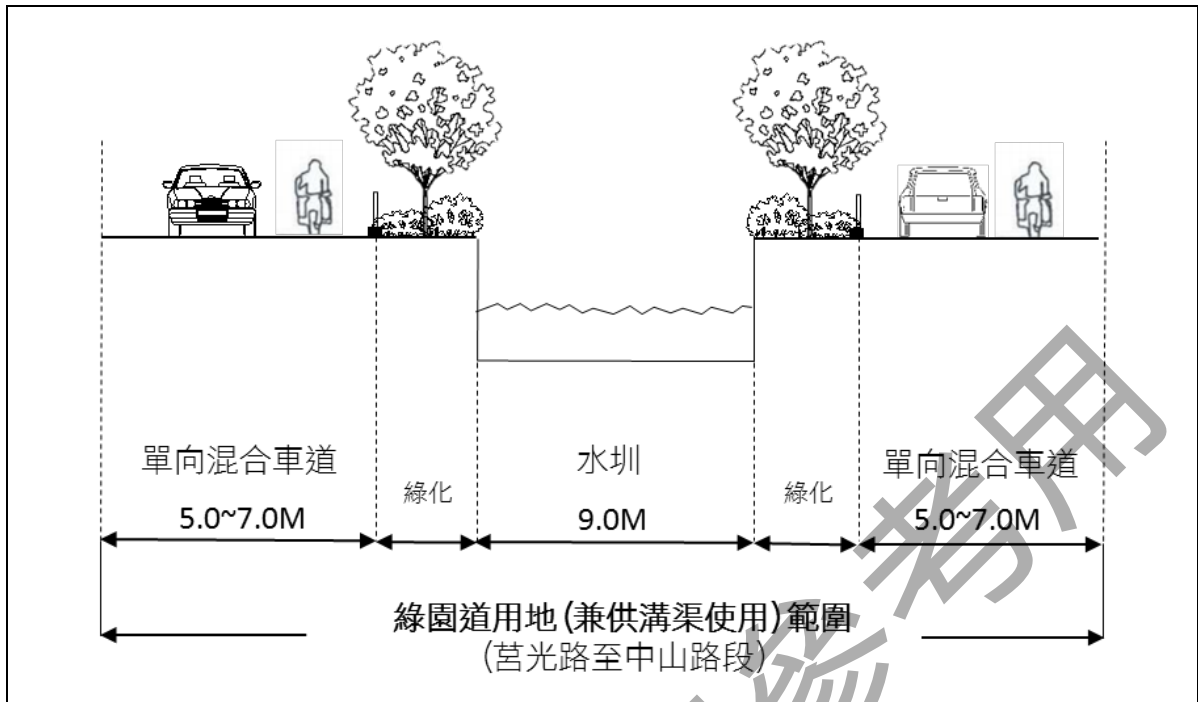 單向混合車道
綠化
水圳
綠化
單向混合車道
5.0~7.0M
9.0M
5.0~7.0M
綠園道用地(兼供溝渠使用)範圍
(莒光路至中山路段)
參考用